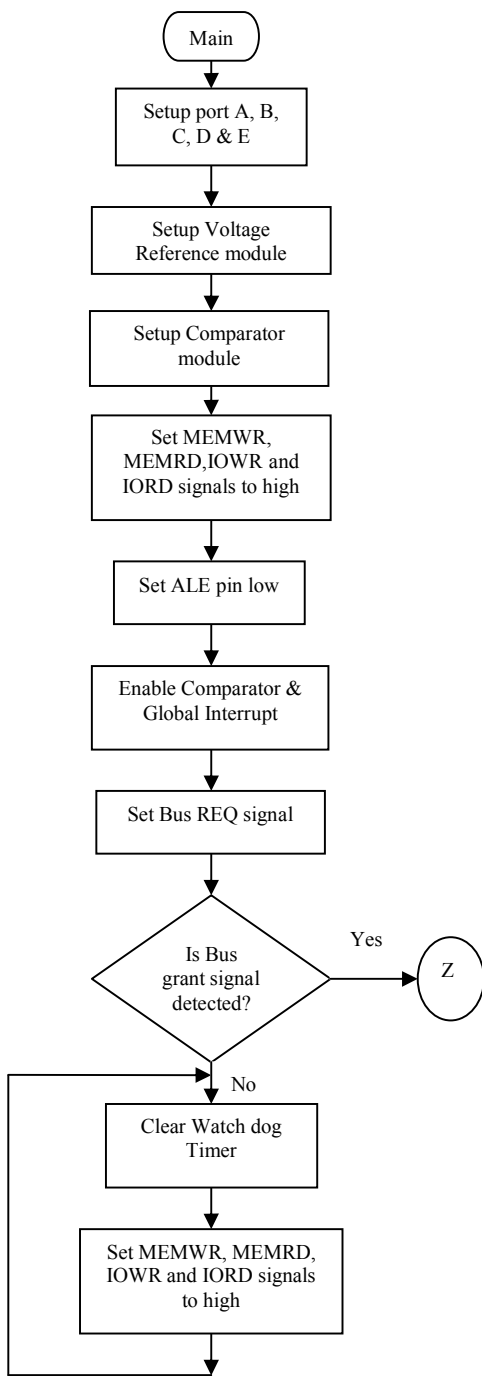 Main
Setup port A, B,
C, D & E
Setup Voltage
Reference module
Setup Comparator
module
Set MEMWR,
MEMRD,IOWR and
IORD signals to high
Set ALE pin low
Enable Comparator &
Global Interrupt
Set Bus REQ signal
Is Bus
grant signal
detected?
Yes
Z
No
Clear Watch dog
Timer
Set MEMWR, MEMRD,
IOWR and IORD signals
to high